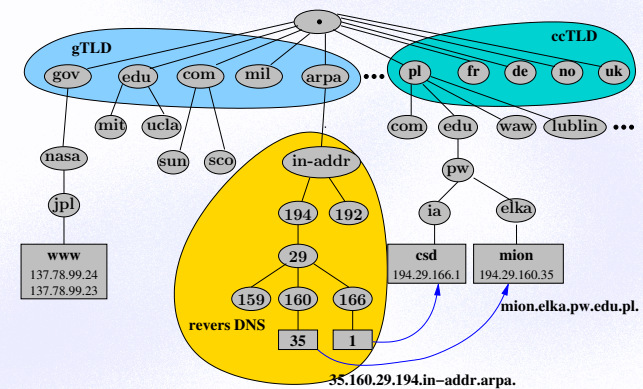 •
gTLD
ccTLD
gov edu com mil arpa ••• pl fr de no uk
mit ucla com edu waw lublin •••
nasa sun sco in-addr pw
jpl 194 192 ia elka
www
137.78.99.24
137.78.99.23
29
csd
194.29.166.1
mion
194.29.160.35
159 160 166
mion.elka.pw.edu.pl.
revers DNS
35 1
35.160.29.194.in−addr.arpa.